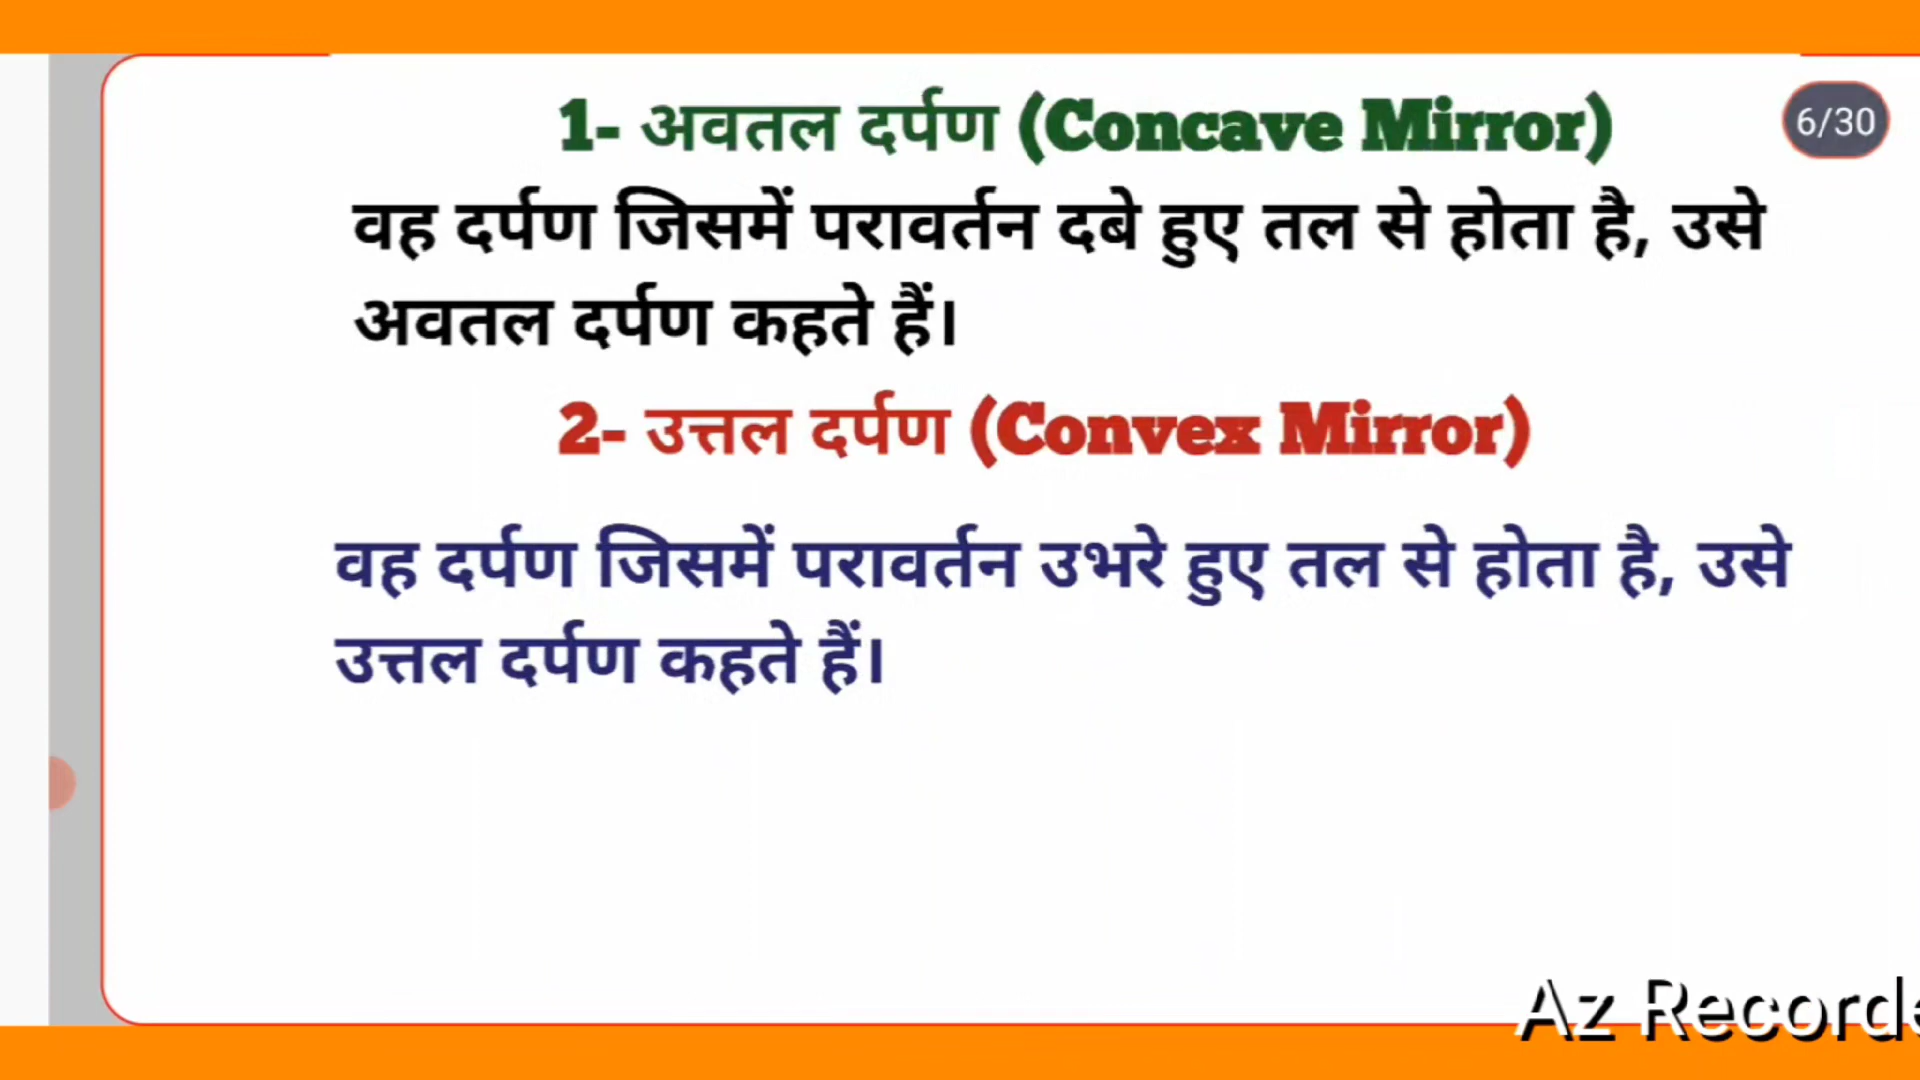 1- अवतल दर्पण (Concave Mirror)
6/30
वह दर्पण जिसमें परावर्तन दबे हुए तल से होता है, उसे
अवतल दर्पण कहते हैं।
2- उत्तल दर्पण (Convex Mirror)
वह दर्पण जिसमें परावर्तन उभरे हुए तल से होता है, उसे
उत्तल दर्पण कहते हैं।
Az Recorde